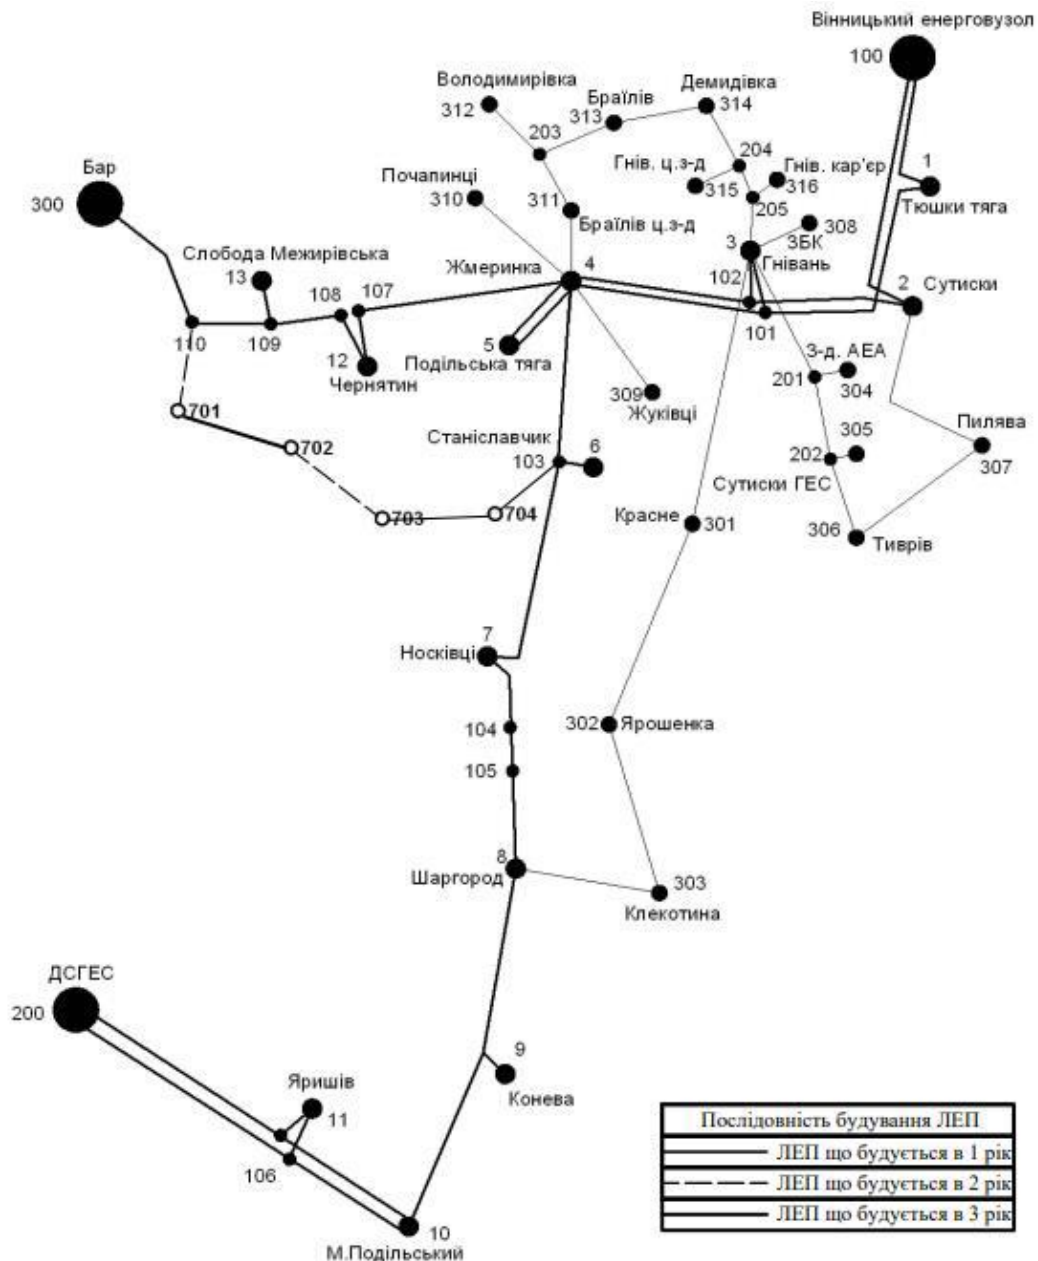 Вінницький енерговузол
100
Володимирівка
312
Браїлів
313
Демидівка
314
203
204
Гнів. ц.з-д
315
Гнів. кар'єр
316
1
Тюшки тяга
Бар
300
Почапинці
310
311
Браїлів ц.з-д
205
308
ЗБК
3
Гнівань
Слобода Межирівська
13
Жмеринка
4
102
2
Сутиски
108
107
101
110
109
12
Чернятин
5
Подільська тяга
З-д. АЕА
201
304
309
Жуківці
701
Пилява
307
Станіславчик
6
305
702
103
202
Сутиски ГЕС
703
704
Красне
301
306
Тиврів
7
Носківці
104
302
Ярошенка
105
8
Шаргород
303
Клекотина
ДСГЕС
200
9
Конева
Яришів
11
106
10
М.Подільський
Послідовність будування ЛЕП
ЛЕП що будується в 1 рік
ЛЕП що будується в 2 рік
ЛЕП що будується в 3 рік